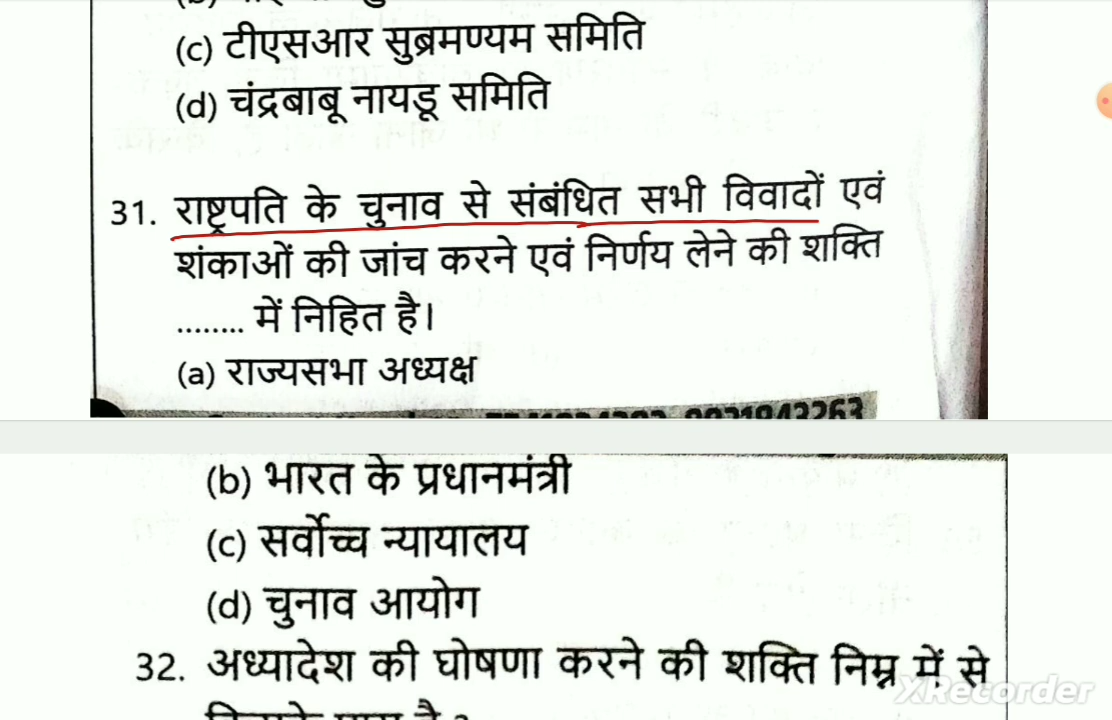 (c) टीएसआर सुब्रमण्यम समिति
(d) चंद्रबाबू नायडू समिति
31. राष्ट्रपति के चुनाव से संबंधित सभी विवादों एवं
शंकाओं की जांच करने एवं निर्णय लेने की शक्ति
........ में निहित है।
(a) राज्यसभा अध्यक्ष
(b) भारत के प्रधानमंत्री
(c) सर्वोच्च न्यायालय
(d) चुनाव आयोग
32. अध्यादेश की घोषणा करने की शक्ति निम्न में से
XRecorder